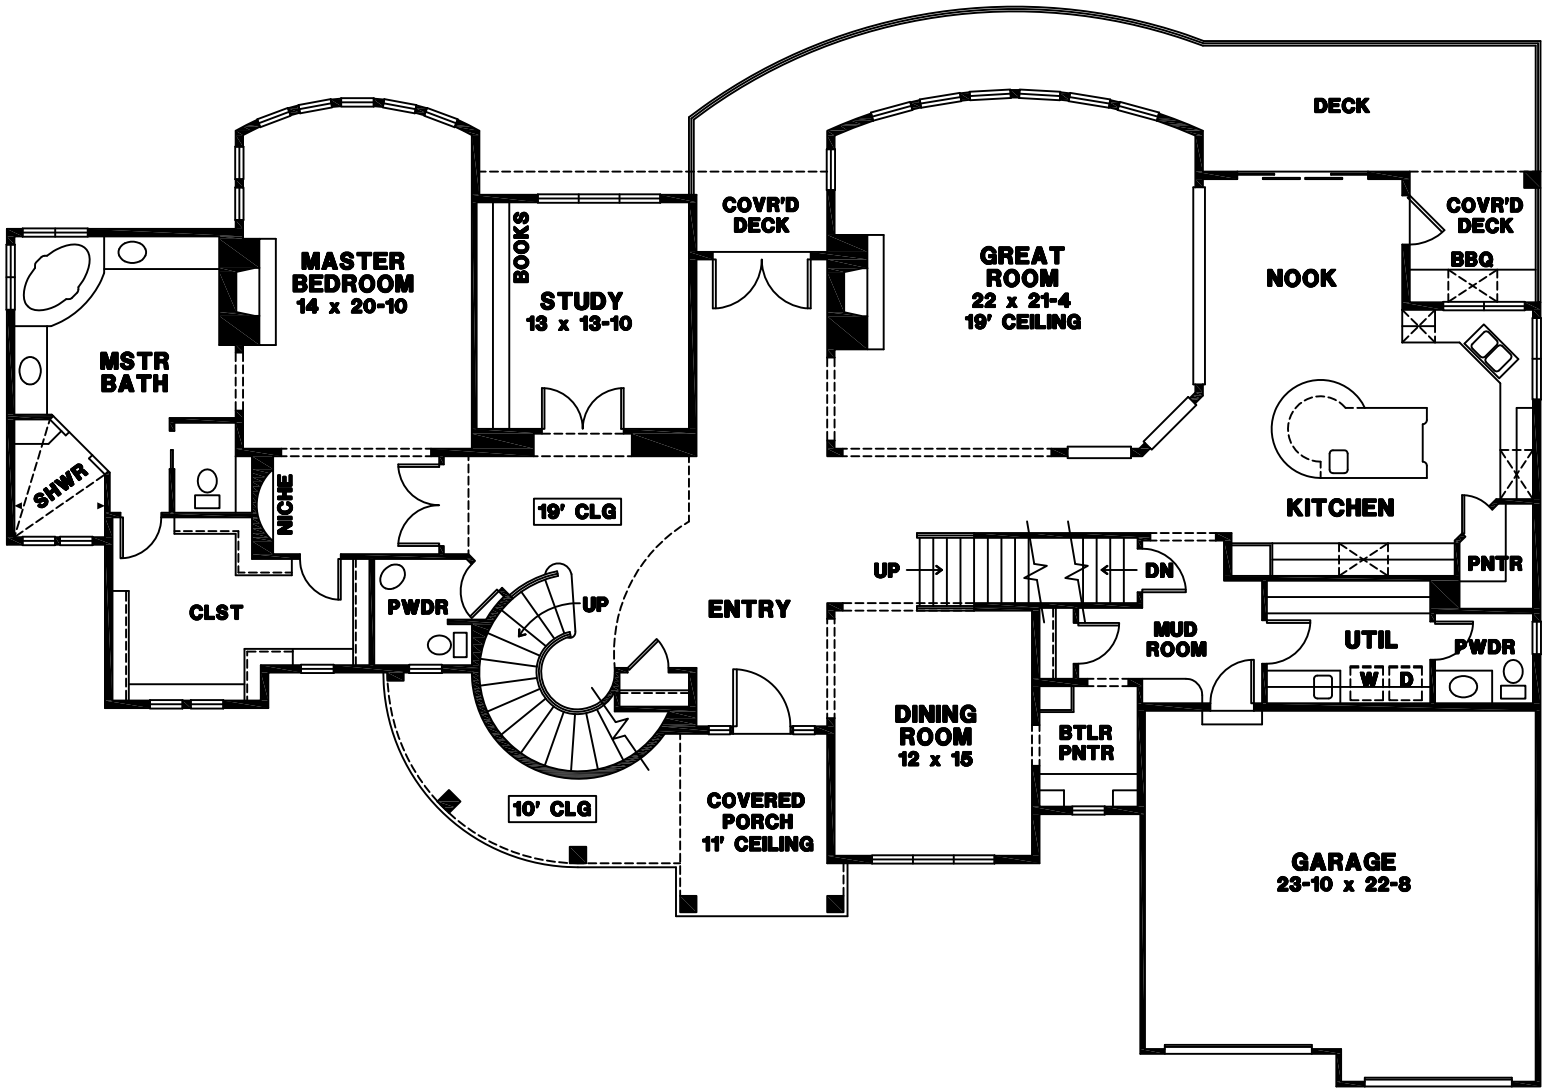 DECK
COVR'D
DECK
COVR'D
DECK
BBQ
MASTER
BEDROOM
14 x 20-10
BOOKS
STUDY
13 x 13-10
GREAT
ROOM
22 x 21-4
19' CEILING
NOOK
MSTR
BATH
SHWR
NICHE
19' CLG
KITCHEN
UP
DN
PNTR
CLST
PWDR
UP
ENTRY
MUD
ROOM
UTIL
PWDR
W
D
DINING
ROOM
12 x 15
BTLR
PNTR
10' CLG
COVERED
PORCH
11' CEILING
GARAGE
23-10 x 22-8